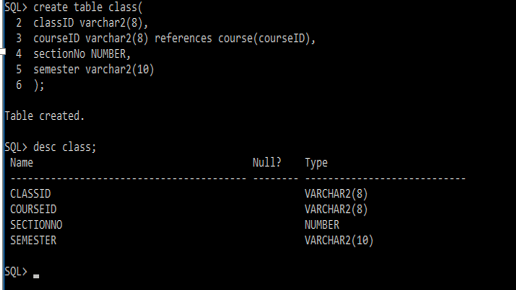 SQL> create table class(
  2  classID varchar2(8),
  3  courseID varchar2(8) references course(courseID),
  4  sectionNo NUMBER,
  5  semester varchar2(10)
  6  );
Table created.
SQL> desc class;
 Name                                      Null?    Type
 ----------------------------------------- -------- ----------------------------
 CLASSID                                            VARCHAR2(8)
 COURSEID                                           VARCHAR2(8)
 SECTIONNO                                          NUMBER
 SEMESTER                                           VARCHAR2(10)
SQL> _